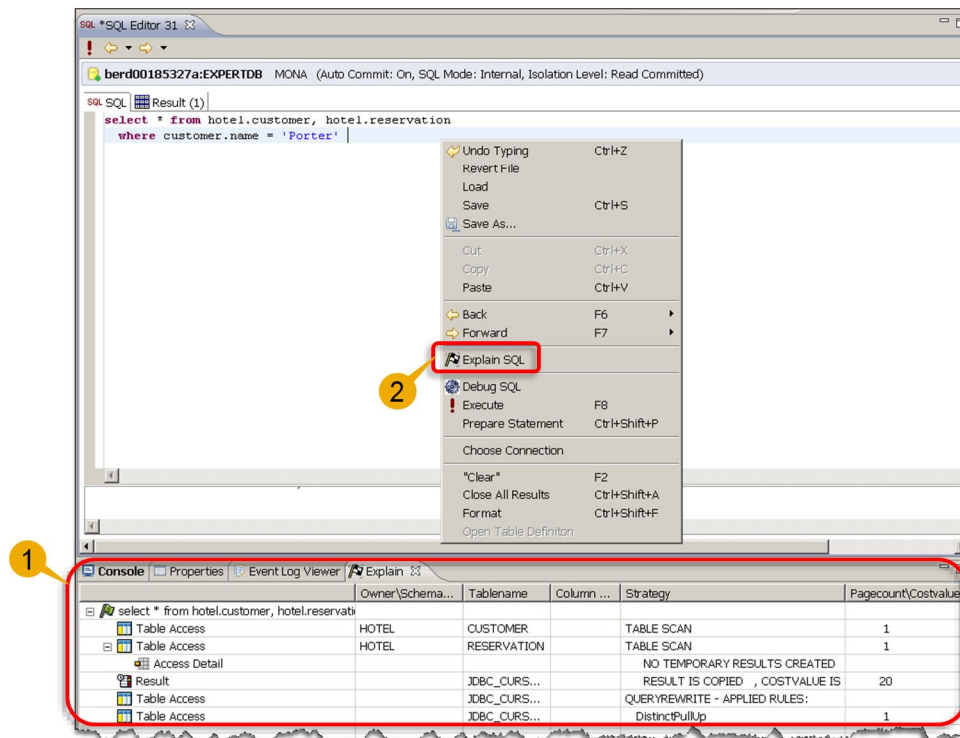 SQL *SQL Editor 31
berd00185327a:EXPERTDB MONA (Auto Commit: On, SQL Mode: Internal, Isolation Level: Read Committed)
SQL SQL Result (1)
select * from hotel.customer, hotel.reservation
where customer.name = 'Porter'
Undo Typing Ctrl+Z
Revert File
Load
Save Ctrl+S
Save As...
Cut Ctrl+X
Copy Ctrl+C
Paste Ctrl+V
Back F6
Forward F7
Explain SQL
2
Debug SQL
Execute F8
Prepare Statement Ctrl+Shift+P
Choose Connection
"Clear" F2
Close All Results Ctrl+Shift+A
Format Ctrl+Shift+F
Open Table Definiton
1
Console Properties Event Log Viewer Explain
Owner\Schema... Tablename Column ... Strategy Pagecount\Costvalue
select * from hotel.customer, hotel.reservati
Table Access HOTEL CUSTOMER TABLE SCAN 1
Table Access HOTEL RESERVATION TABLE SCAN 1
Access Detail NO TEMPORARY RESULTS CREATED
Result JDBC_CURS... RESULT IS COPIED , COSTVALUE IS 20
Table Access JDBC_CURS... QUERYREWRITE - APPLIED RULES:
Table Access JDBC_CURS... DistinctPullUp 1